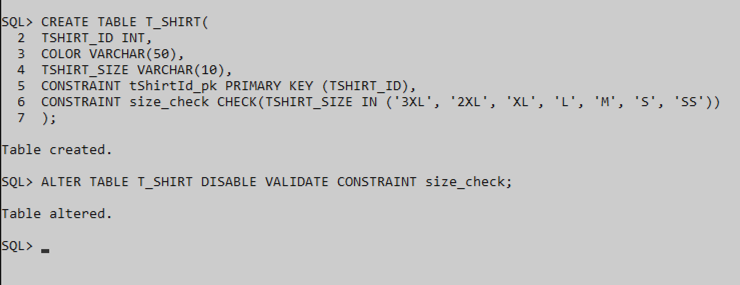 SQL> CREATE TABLE T_SHIRT(
  2  TSHIRT_ID INT,
  3  COLOR VARCHAR(50),
  4  TSHIRT_SIZE VARCHAR(10),
  5  CONSTRAINT tShirtId_pk PRIMARY KEY (TSHIRT_ID),
  6  CONSTRAINT size_check CHECK(TSHIRT_SIZE IN ('3XL', '2XL', 'XL', 'L', 'M', 'S', 'SS'))
  7  );
Table created.
SQL> ALTER TABLE T_SHIRT DISABLE VALIDATE CONSTRAINT size_check;
Table altered.
SQL> _